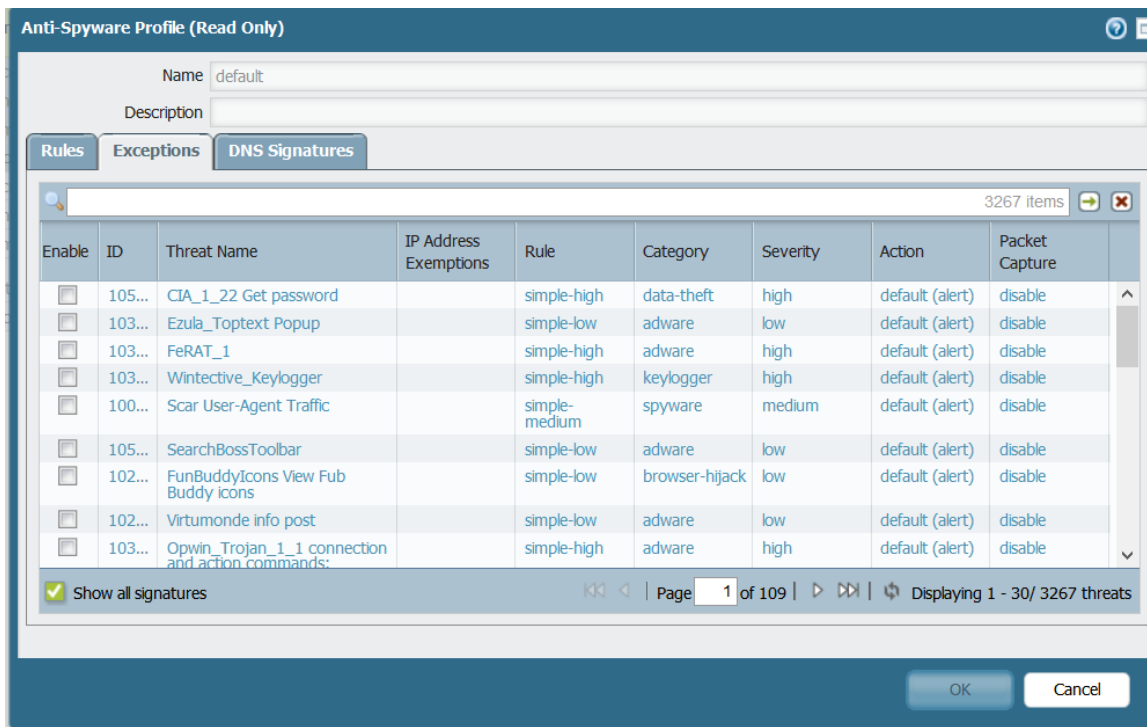 Anti-Spyware Profile (Read Only)
Name default
Description
Rules Exceptions DNS Signatures
3267 items
Enable ID Threat Name IP Address Exemptions Rule Category Severity Action Packet Capture
105... CIA_1_22 Get password simple-high data-theft high default (alert) disable
103... Ezula_Toptext Popup simple-low adware low default (alert) disable
103... FeRAT_1 simple-high adware high default (alert) disable
103... Wintective_Keylogger simple-high keylogger high default (alert) disable
100... Scar User-Agent Traffic simple-medium spyware medium default (alert) disable
105... SearchBossToolbar simple-low adware low default (alert) disable
102... FunBuddyIcons View Fub Buddy icons simple-low browser-hijack low default (alert) disable
102... Virtumonde info post simple-low adware low default (alert) disable
103... Opwin_Trojan_1_1 connection and action commands: simple-high adware high default (alert) disable
Show all signatures Page 1 of 109 Displaying 1 - 30/ 3267 threats
OK Cancel